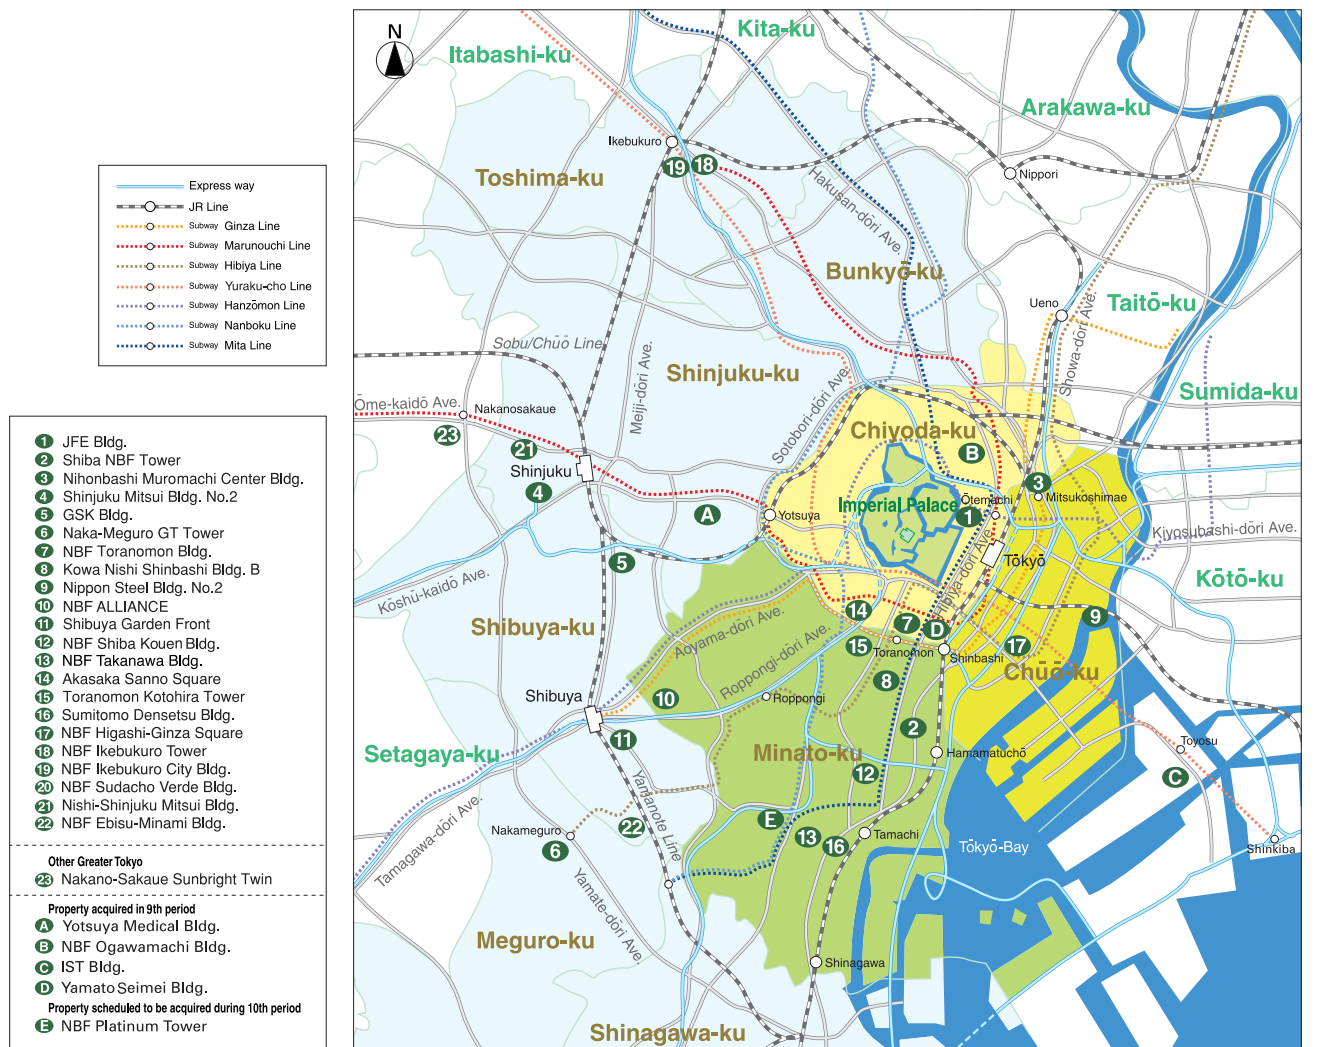 N
Kita-ku
Itabashi-ku
Arakawa-ku
Ikebukuro
19
18
Nippori
Toshima-ku
Hakusan-dōri Ave.
Bunkyō-ku
Ueno
Taitō-ku
Showa-dōri Ave.
Sobu/Chūō Line
Meiji-dōri Ave.
Shinjuku-ku
Sotobori-dōri Ave.
Sumida-ku
Ōme-kaidō Ave.
Nakanosakaue
23
21
Shinjuku
4
Chiyoda-ku
B
3
Mitsukoshimae
Ōtemachi
Imperial Palace
1
A
Yotsuya
Kiyosubashi-dōri Ave.
Tōkyō
Hibiya-dōri Ave.
Kōtō-ku
5
Kōshū-kaidō Ave.
Shibuya-ku
Aoyama-dōri Ave.
Roppongi-dōri Ave.
14
7
D
9
15
Toranomon
Shinbashi
17
Chūō-ku
8
Shibuya
10
Roppongi
11
Setagaya-ku
Minato-ku
2
Hamamatuchō
Toyosu
C
12
Yamanote Line
Tamagawa-dōri Ave.
Nakameguro
22
6
E
13
16
Tamachi
Tōkyō-Bay
Shinkiba
Yamate-dōri Ave.
Meguro-ku
Shinagawa
Shinagawa-ku
Express way
JR Line
Subway Ginza Line
Subway Marunouchi Line
Subway Hibiya Line
Subway Yuraku-cho Line
Subway Hanzōmon Line
Subway Nanboku Line
Subway Mita Line
1 JFE Bldg.
2 Shiba NBF Tower
3 Nihonbashi Muromachi Center Bldg.
4 Shinjuku Mitsui Bldg. No.2
5 GSK Bldg.
6 Naka-Meguro GT Tower
7 NBF Toranomon Bldg.
8 Kowa Nishi Shinbashi Bldg. B
9 Nippon Steel Bldg. No.2
10 NBF ALLIANCE
11 Shibuya Garden Front
12 NBF Shiba Kouen Bldg.
13 NBF Takanawa Bldg.
14 Akasaka Sanno Square
15 Toranomon Kotohira Tower
16 Sumitomo Densetsu Bldg.
17 NBF Higashi-Ginza Square
18 NBF Ikebukuro Tower
19 NBF Ikebukuro City Bldg.
20 NBF Sudacho Verde Bldg.
21 Nishi-Shinjuku Mitsui Bldg.
22 NBF Ebisu-Minami Bldg.
Other Greater Tokyo
23 Nakano-Sakaue Sunbright Twin
Property acquired in 9th period
A Yotsuya Medical Bldg.
B NBF Ogawamachi Bldg.
C IST Bldg.
D Yamato Seimei Bldg.
Property scheduled to be acquired during 10th period
E NBF Platinum Tower